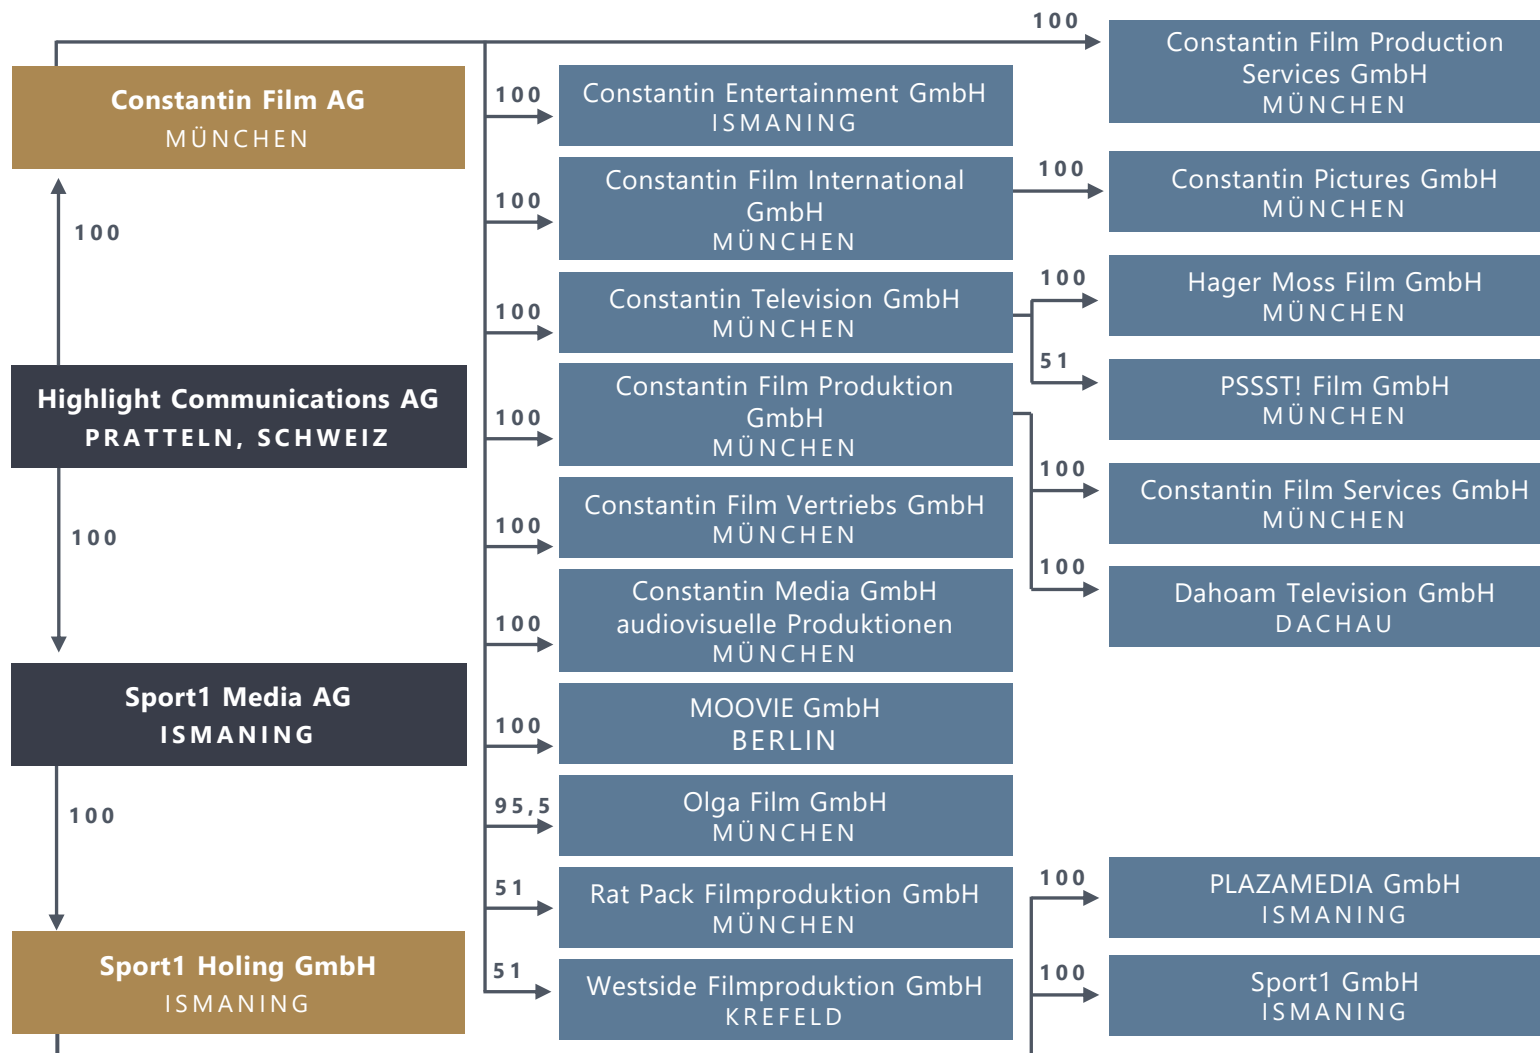 Constantin Film AG
MÜNCHEN
100
Highlight Communications AG
PRATTELN, SCHWEIZ
100
Sport1 Media AG
ISMANING
100
Sport1 Holing GmbH
ISMANING
100
Constantin Entertainment GmbH
ISMANING
100
Constantin Film International
GmbH
MÜNCHEN
100
Constantin Television GmbH
MÜNCHEN
100
Constantin Film Produktion
GmbH
MÜNCHEN
100
Constantin Film Vertriebs GmbH
MÜNCHEN
100
Constantin Media GmbH
audiovisuelle Produktionen
MÜNCHEN
100
MOOVIE GmbH
BERLIN
95,5
Olga Film GmbH
MÜNCHEN
51
Rat Pack Filmproduktion GmbH
MÜNCHEN
51
Westside Filmproduktion GmbH
KREFELD
100
Constantin Film Production
Services GmbH
MÜNCHEN
100
Constantin Pictures GmbH
MÜNCHEN
100
Hager Moss Film GmbH
MÜNCHEN
51
PSSST! Film GmbH
MÜNCHEN
100
Constantin Film Services GmbH
MÜNCHEN
100
Dahoam Television GmbH
DACHAU
100
PLAZAMEDIA GmbH
ISMANING
100
Sport1 GmbH
ISMANING